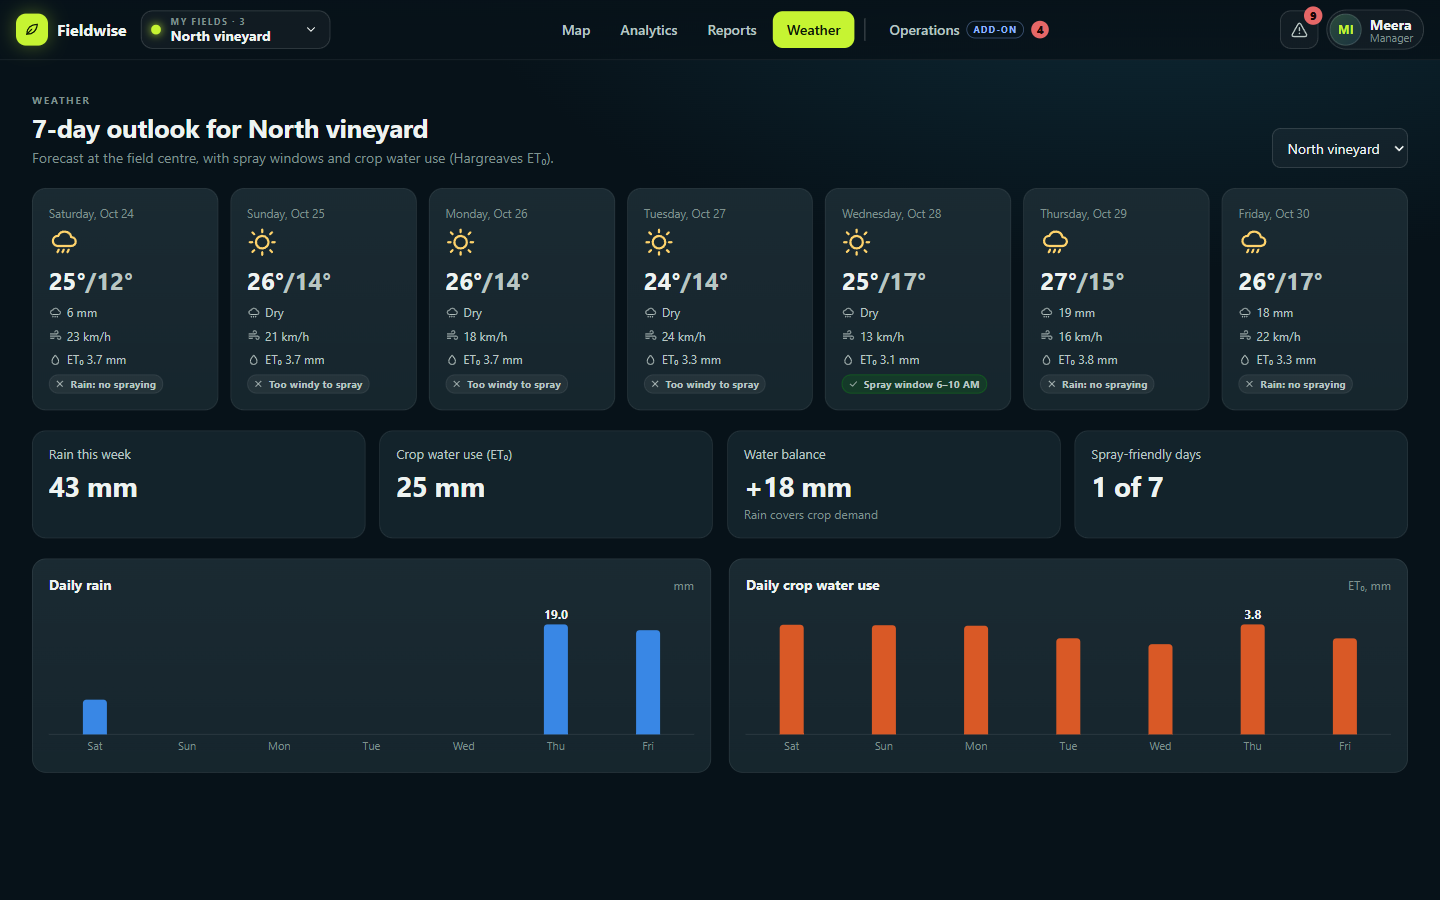 Fieldwise
MY FIELDS · 3
North vineyard
Map
Analytics
Reports
Weather
Operations
ADD-ON
4
9
MI
Meera
Manager
WEATHER
7-day outlook for North vineyard
Forecast at the field centre, with spray windows and crop water use (Hargreaves ET₀).
North vineyard
Saturday, Oct 24
25°/12°
6 mm
23 km/h
ET₀ 3.7 mm
Rain: no spraying
Sunday, Oct 25
26°/14°
Dry
21 km/h
ET₀ 3.7 mm
Too windy to spray
Monday, Oct 26
26°/14°
Dry
18 km/h
ET₀ 3.7 mm
Too windy to spray
Tuesday, Oct 27
24°/14°
Dry
24 km/h
ET₀ 3.3 mm
Too windy to spray
Wednesday, Oct 28
25°/17°
Dry
13 km/h
ET₀ 3.1 mm
Spray window 6–10 AM
Thursday, Oct 29
27°/15°
19 mm
16 km/h
ET₀ 3.8 mm
Rain: no spraying
Friday, Oct 30
26°/17°
18 mm
22 km/h
ET₀ 3.3 mm
Rain: no spraying
Rain this week
43 mm
Crop water use (ET₀)
25 mm
Water balance
+18 mm
Rain covers crop demand
Spray-friendly days
1 of 7
Daily rain
mm
19.0
Sat
Sun
Mon
Tue
Wed
Thu
Fri
Daily crop water use
ET₀, mm
3.8
Sat
Sun
Mon
Tue
Wed
Thu
Fri